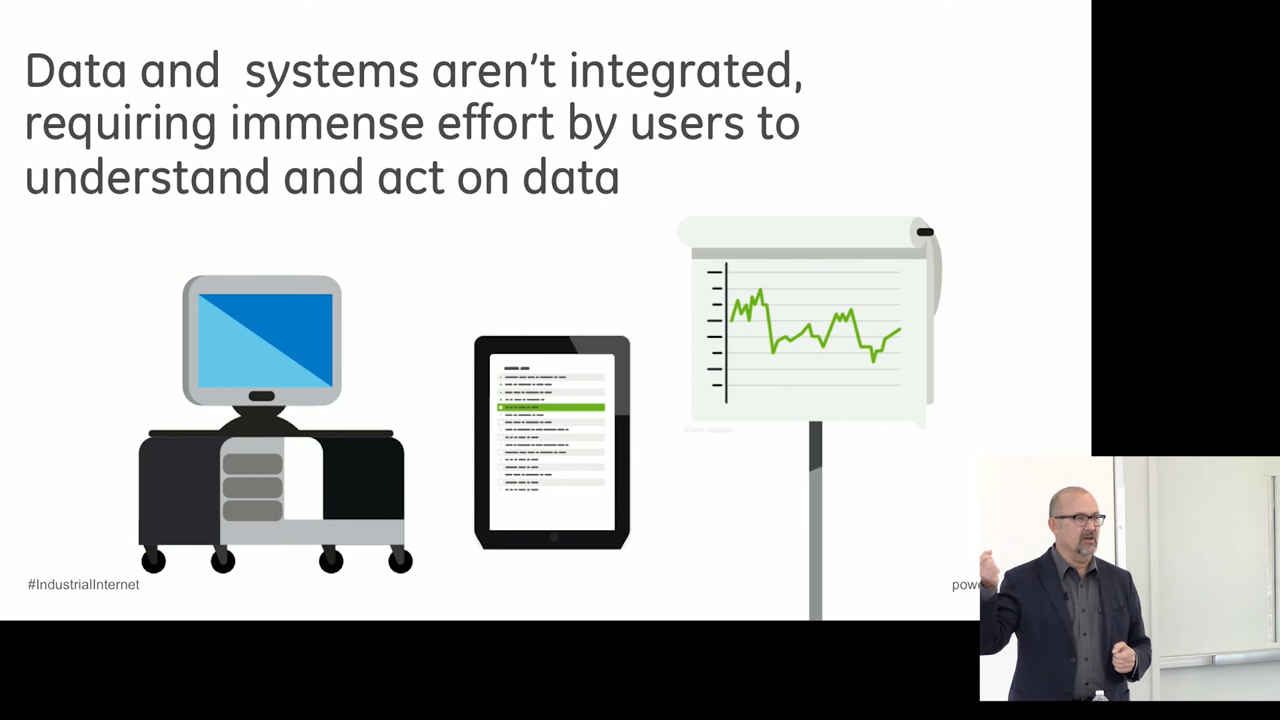 Data and  systems aren’t integrated,
requiring immense effort by users to
understand and act on data
#IndustrialInternet